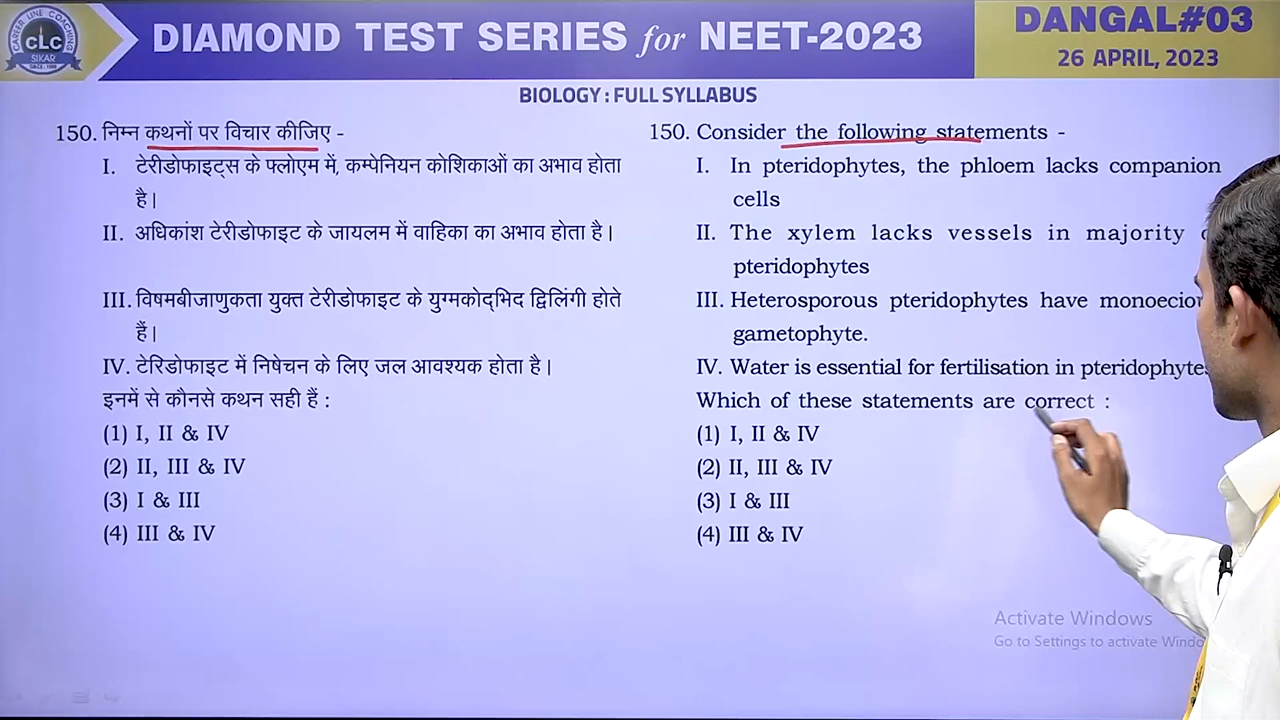 CAREER LINE COACHING
CLC
SIKAR
DIAMOND TEST SERIES for NEET-2023
DANGAL#03
26 APRIL, 2023
BIOLOGY : FULL SYLLABUS
150. निम्न कथनों पर विचार कीजिए -
I. टेरीडोफाइट्स के फ्लोएम में, कम्पेनियन कोशिकाओं का अभाव होता
है।
II. अधिकांश टेरीडोफाइट के जायलम में वाहिका का अभाव होता है।
III. विषमबीजाणुकता युक्त टेरीडोफाइट के युग्मकोद्भिद द्विलिंगी होते
हैं।
IV. टेरिडोफाइट में निषेचन के लिए जल आवश्यक होता है।
इनमें से कौनसे कथन सही हैं :
(1) I, II & IV
(2) II, III & IV
(3) I & III
(4) III & IV
150. Consider the following statements -
I. In pteridophytes, the phloem lacks companion
cells
II. The xylem lacks vessels in majority
pteridophytes
III. Heterosporous pteridophytes have
gametophyte.
IV. Water is essential for fertilisation in
Which of these statements are correct :
(1) I, II & IV
(2) II, III & IV
(3) I & III
(4) III & IV
Activate Windows
Go to Settings to activate